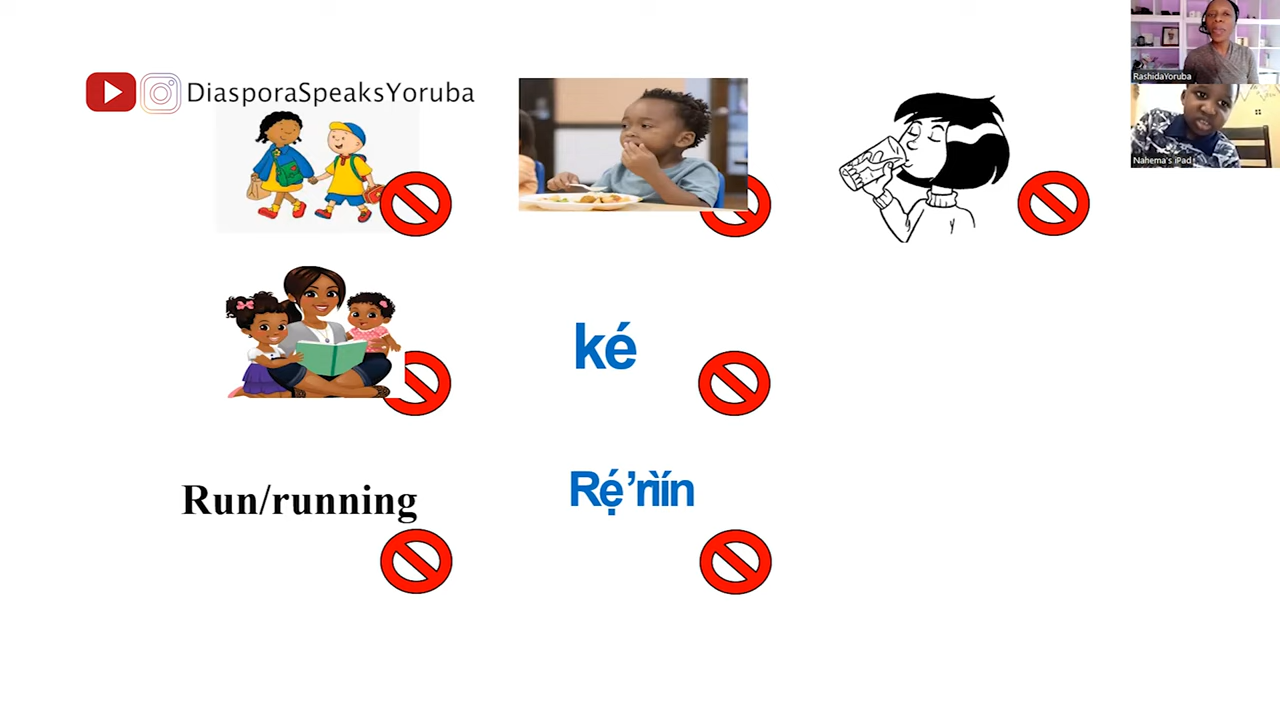 DiasporaSpeaksYoruba
RashidaYoruba
Nahema's iPad
ké
Run/running
Rẹ́’rìín